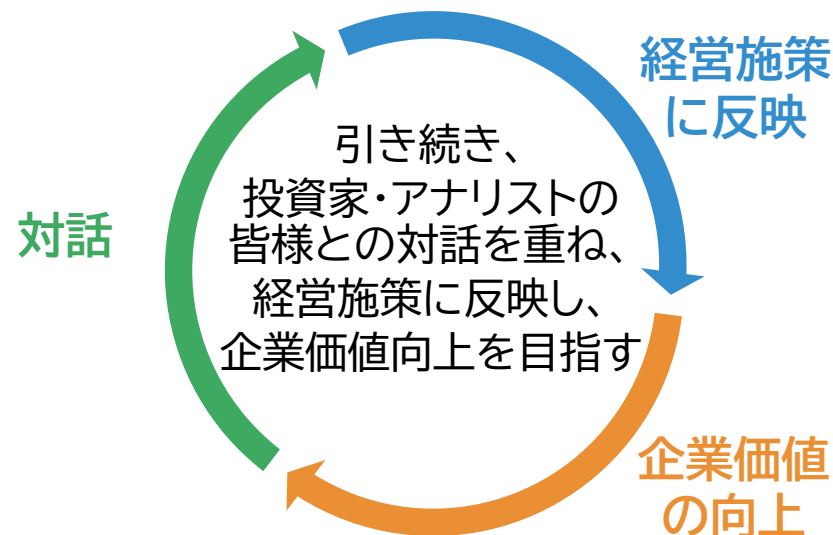 経営施策
に反映
引き続き、
投資家・アナリストの
皆様との対話を重ね、
経営施策に反映し、
企業価値向上を目指す
対話
企業価値
の向上